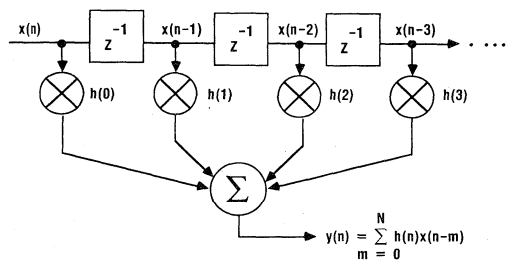 x(n) z⁻¹ x(n-1) z⁻¹ x(n-2) z⁻¹ x(n-3) · · · ·
h(0) h(1) h(2) h(3)
Σ
N
y(n) = Σ h(n)x(n-m)
m = 0